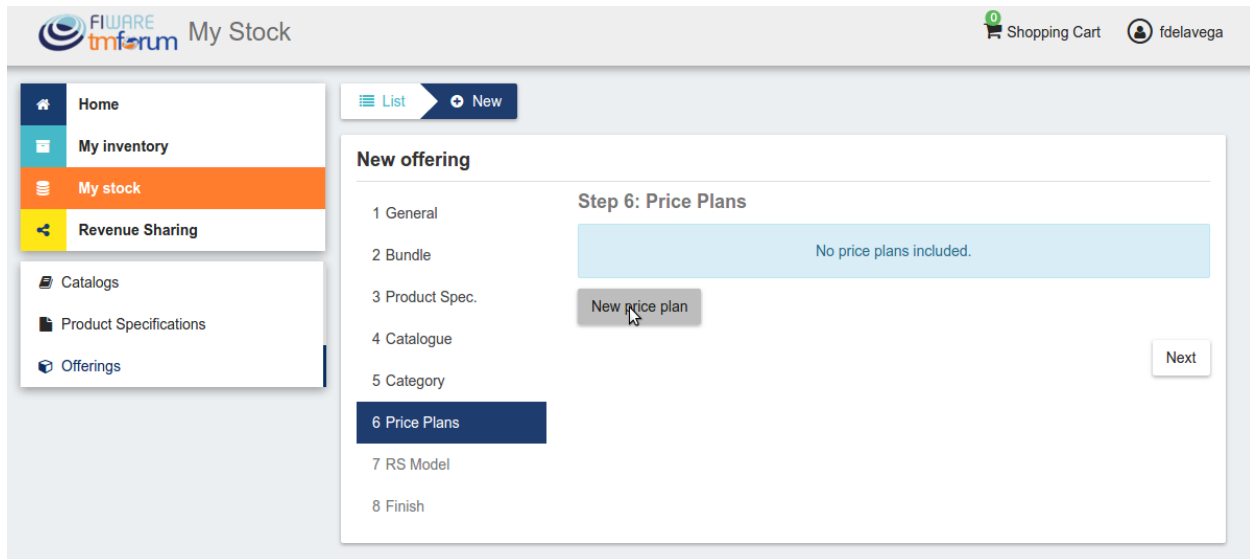 FIWARE
tmforum
My Stock
0
Shopping Cart
fdelavega
Home
My inventory
My stock
Revenue Sharing
Catalogs
Product Specifications
Offerings
List
New
New offering
1 General
2 Bundle
3 Product Spec.
4 Catalogue
5 Category
6 Price Plans
7 RS Model
8 Finish
Step 6: Price Plans
No price plans included.
New price plan
Next